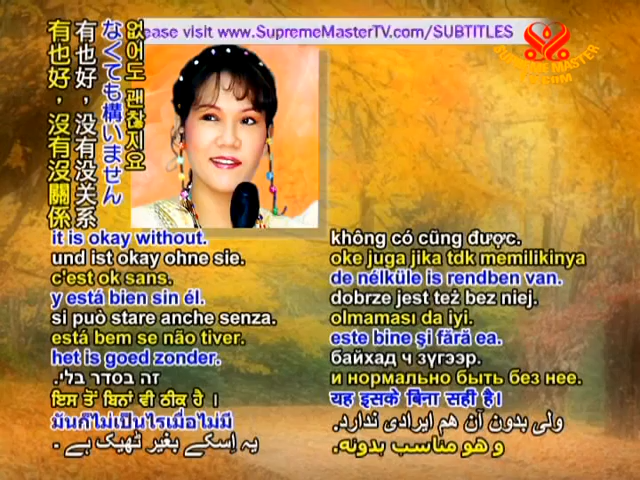 ease visit www.SupremeMasterTV.com/SUBTITLES
SUPREME MASTER
TV.COM
없어도 괜찮지요
なくても構いません
有也好，没有没关系
有也好，沒有沒關係
it is okay without.
und ist okay ohne sie.
c'est ok sans.
y está bien sin él.
si può stare anche senza.
está bem se não tiver.
het is goed zonder.
זה בסדר בלי.
ਇਸ ਤੋਂ ਬਿਨਾਂ ਵੀ ਠੀਕ ਹੈ ।
มันก็ไม่เป็นไรเมื่อไม่มี
یہ اِسکے بغیر ٹھیک ہے ۔
không có cũng được.
oke juga jika tdk memilikinya
de nélküle is rendben van.
dobrze jest też bez niej.
olmaması da iyi.
este bine şi fără ea.
байхад ч зүгээр.
и нормально быть без нее.
यह इसके बिना सही है।
ولی بدون آن هم ایرادی ندارد.
و هو مناسب بدونه.